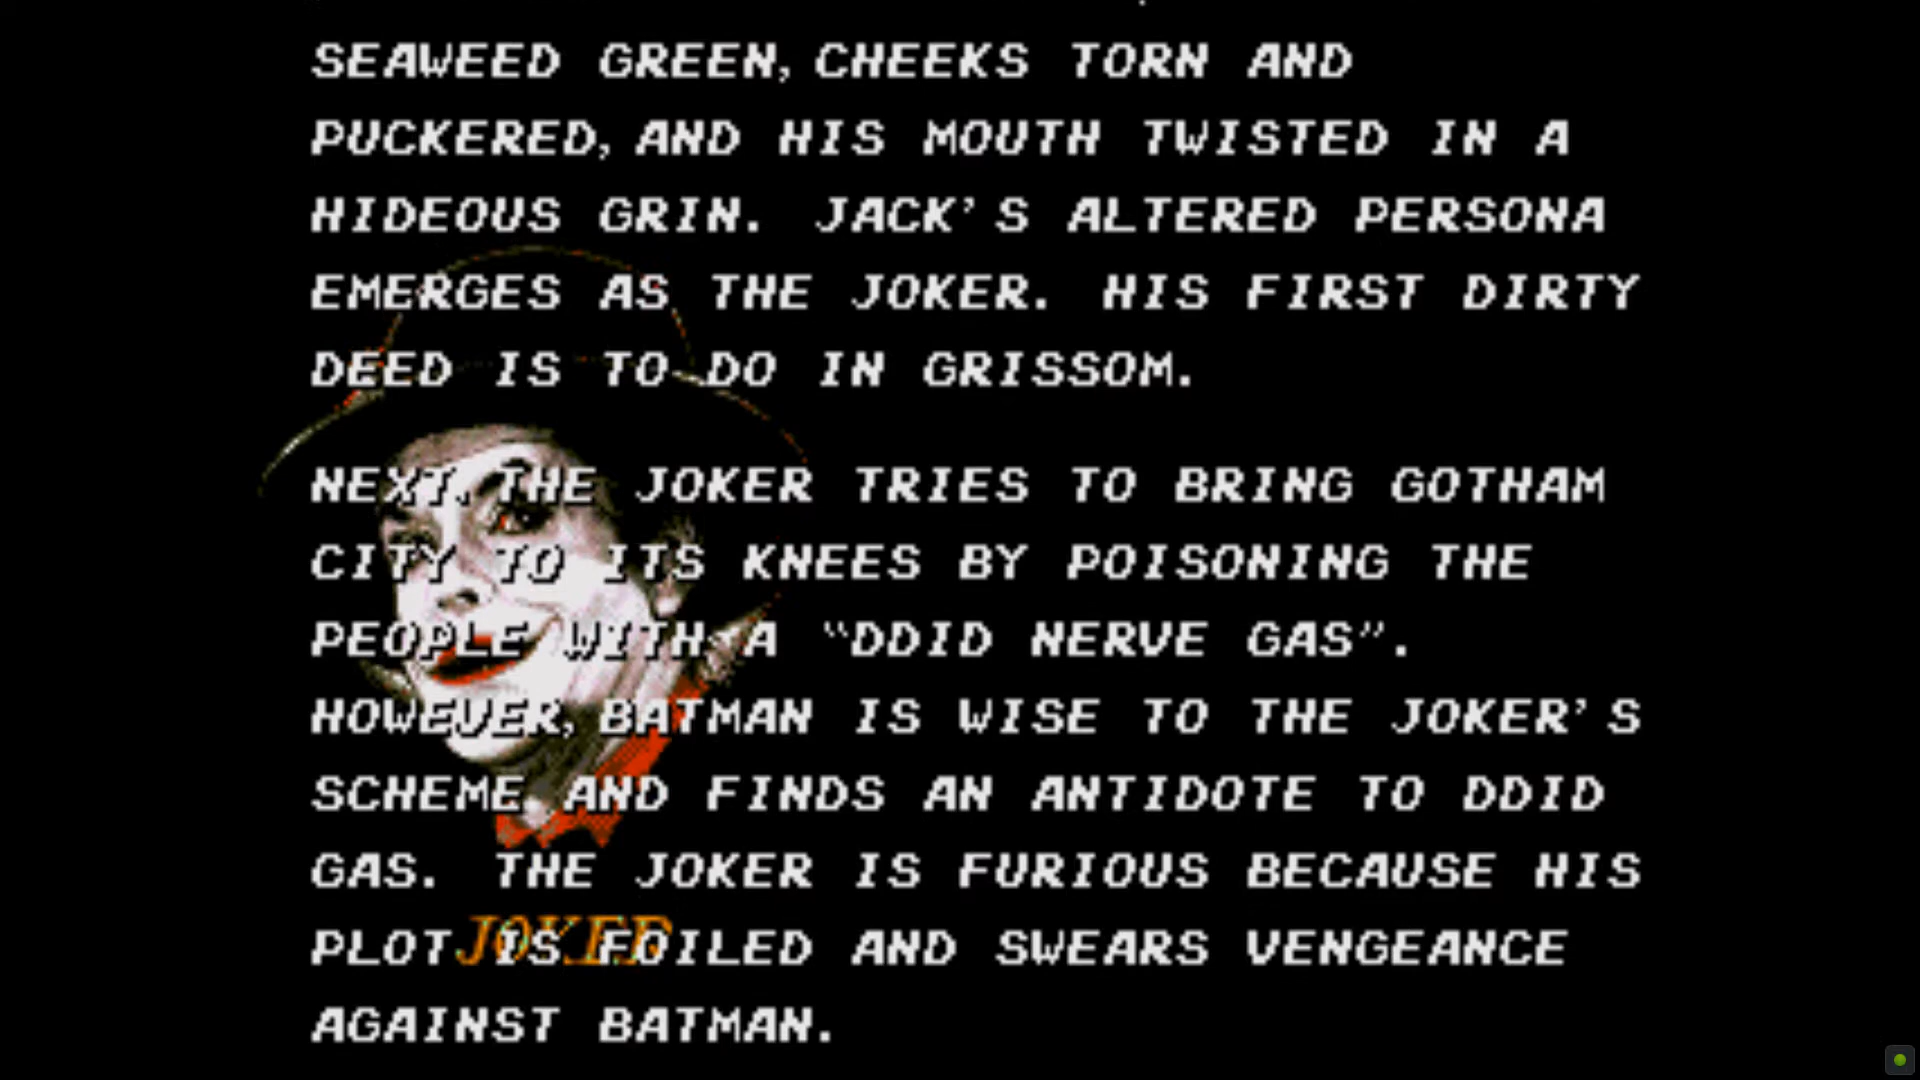 SEAWEED GREEN, CHEEKS TORN AND
PUCKERED, AND HIS MOUTH TWISTED IN A
HIDEOUS GRIN. JACK'S ALTERED PERSONA
EMERGES AS THE JOKER. HIS FIRST DIRTY
DEED IS TO DO IN GRISSOM.
NEXT, THE JOKER TRIES TO BRING GOTHAM
CITY TO ITS KNEES BY POISONING THE
PEOPLE WITH A “DDID NERVE GAS”.
HOWEVER, BATMAN IS WISE TO THE JOKER'S
SCHEME AND FINDS AN ANTIDOTE TO DDID
GAS. THE JOKER IS FURIOUS BECAUSE HIS
PLOT IS FOILED AND SWEARS VENGEANCE
JOKER
AGAINST BATMAN.